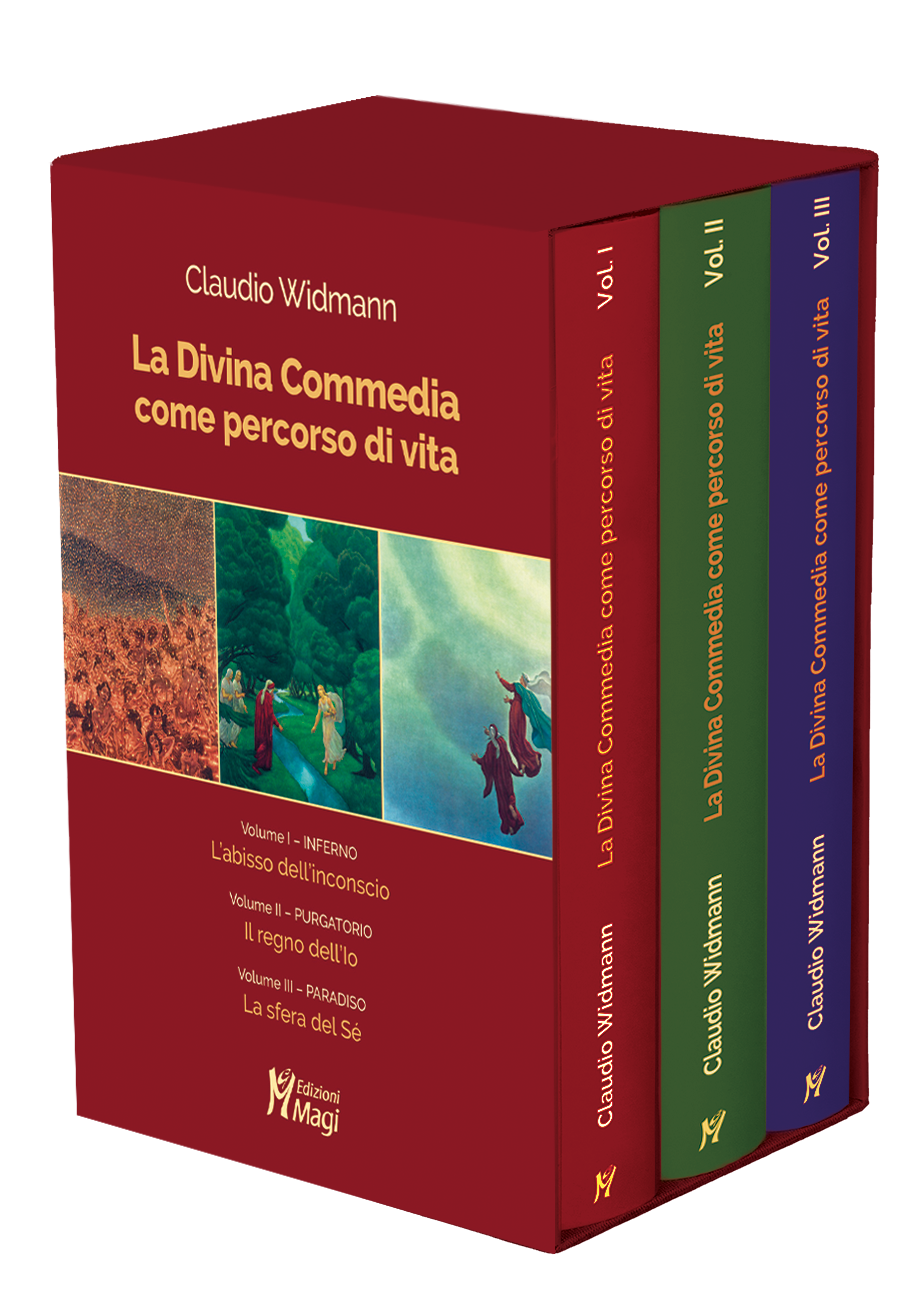 Claudio Widmann
La Divina Commedia
come percorso di vita
Volume I – INFERNO
L'abisso dell'inconscio
Volume II – PURGATORIO
Il regno dell'Io
Volume III – PARADISO
La sfera del Sé
Edizioni
Magi
Claudio Widmann La Divina Commedia come percorso di vita Vol. I
Claudio Widmann La Divina Commedia come percorso di vita Vol. II
Claudio Widmann La Divina Commedia come percorso di vita Vol. III